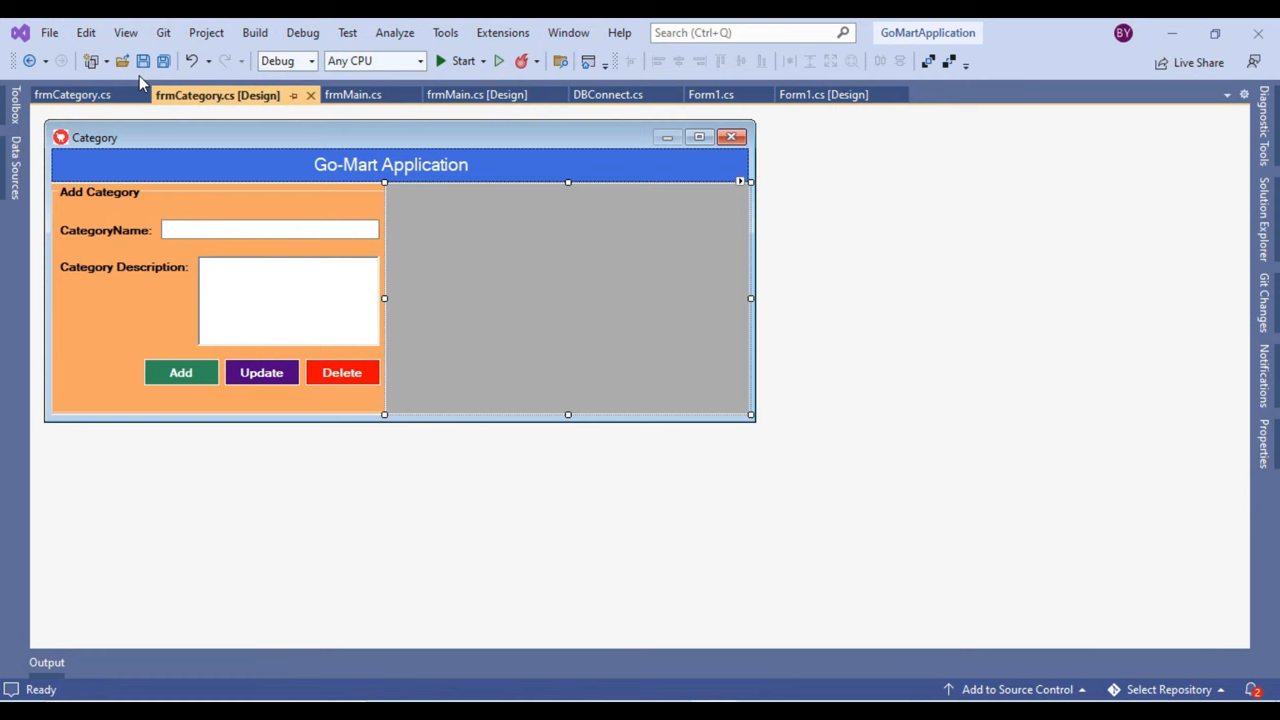 File Edit View Git Project Build Debug Test Analyze Tools Extensions Window Help Search (Ctrl+Q) GoMartApplication BY
Debug Any CPU Start Live Share
frmCategory.cs frmCategory.cs [Design] frmMain.cs frmMain.cs [Design] DBConnect.cs Form1.cs Form1.cs [Design]
Toolbox
Data Sources
Category
Go-Mart Application
Add Category
CategoryName:
Category Description:
Add Update Delete
Diagnostic Tools
Solution Explorer
Git Changes
Notifications
Properties
Output
Ready Add to Source Control Select Repository 2